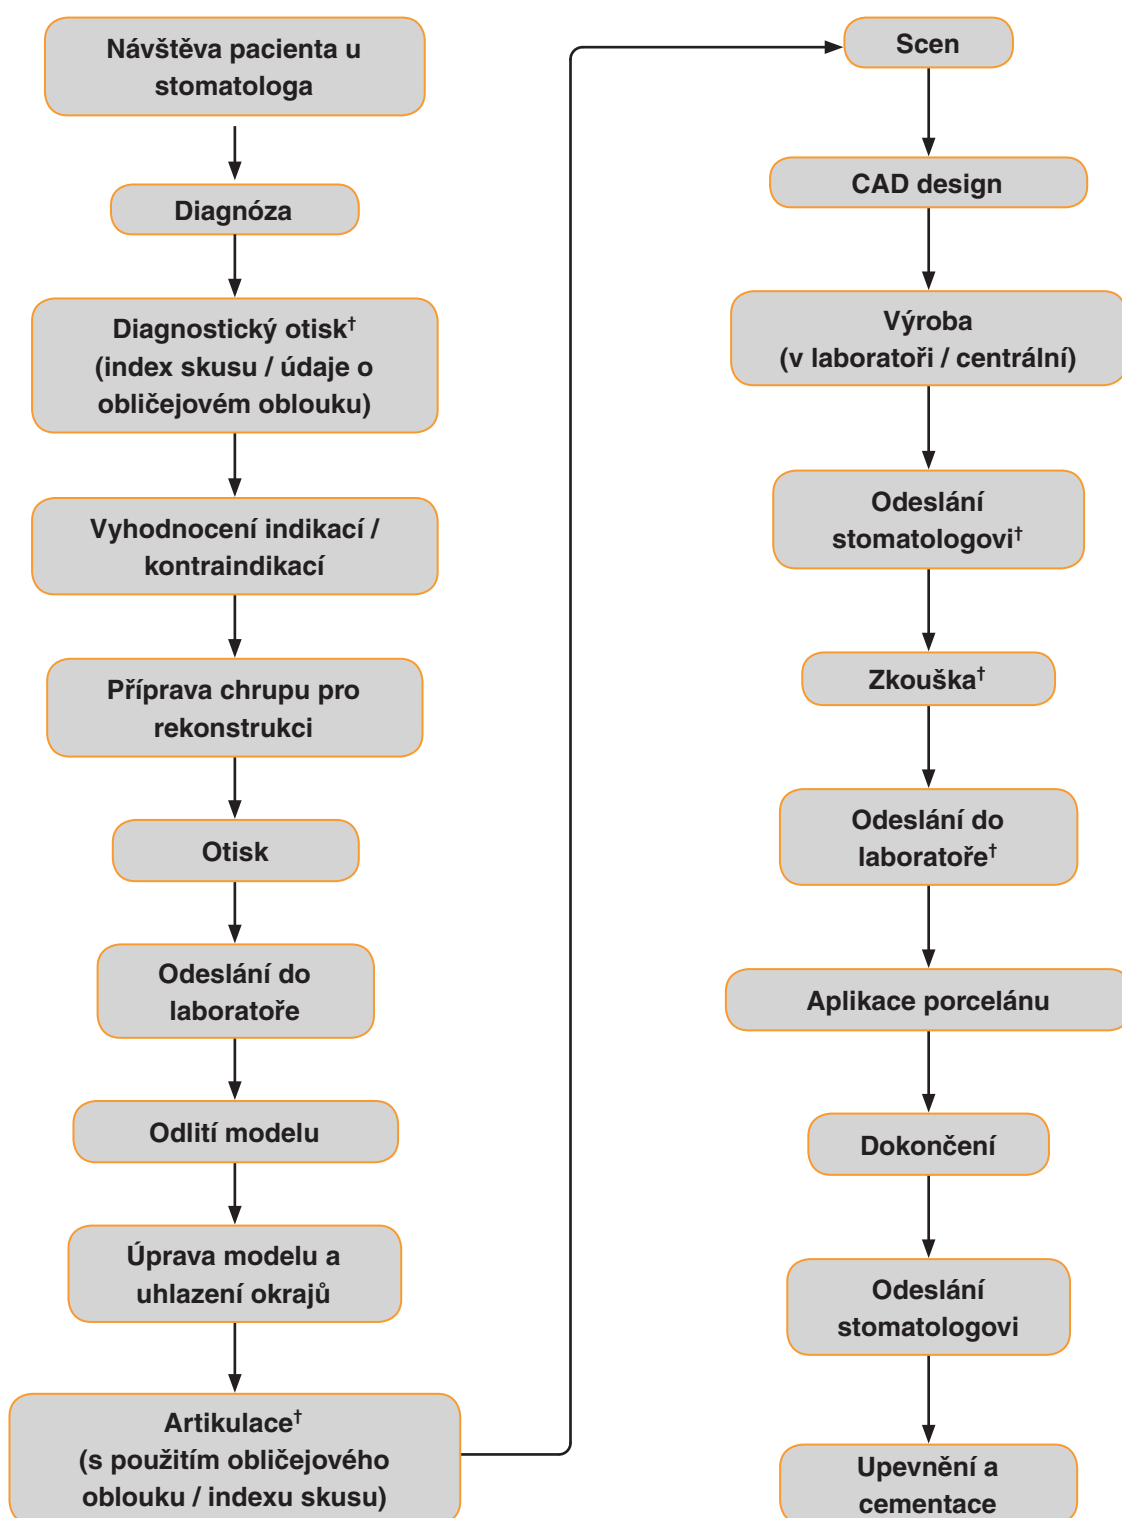 Návštěva pacienta u
stomatologa
Diagnóza
Diagnostický otisk†
(index skusu / údaje o
obličejovém oblouku)
Vyhodnocení indikací /
kontraindikací
Příprava chrupu pro
rekonstrukci
Otisk
Odeslání do
laboratoře
Odlití modelu
Úprava modelu a
uhlazení okrajů
Artikulace†
(s použitím obličejového
oblouku / indexu skusu)
Scen
CAD design
Výroba
(v laboratoři / centrální)
Odeslání
stomatologovi†
Zkouška†
Odeslání do
laboratoře†
Aplikace porcelánu
Dokončení
Odeslání
stomatologovi
Upevnění a
cementace